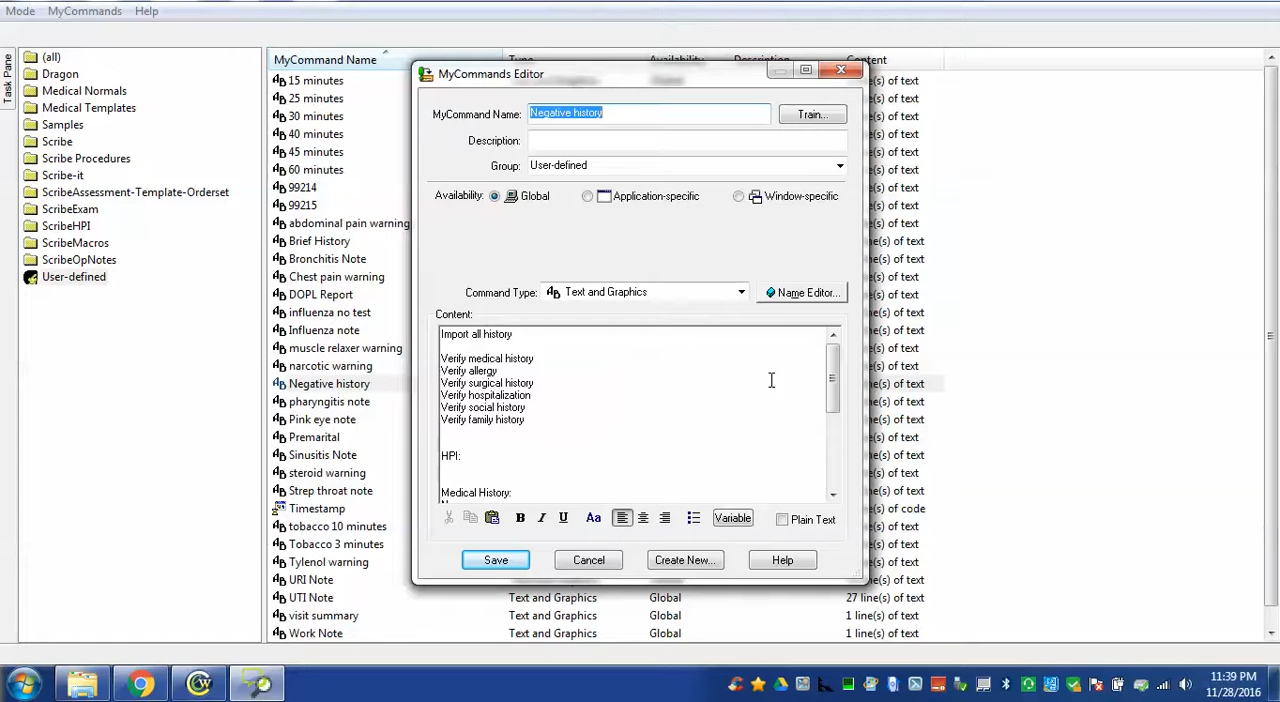 Mode MyCommands Help
Task Pane
(all)
Dragon
Medical Normals
Medical Templates
Samples
Scribe
Scribe Procedures
Scribe-it
ScribeAssessment-Template-Orderset
ScribeExam
ScribeHPI
ScribeMacros
ScribeOpNotes
User-defined
MyCommand Name
15 minutes
25 minutes
30 minutes
40 minutes
45 minutes
60 minutes
99214
99215
abdominal pain warning
Brief History
Bronchitis Note
Chest pain warning
DOPL Report
influenza no test
Influenza note
muscle relaxer warning
narcotic warning
Negative history
pharyngitis note
Pink eye note
Premarital
Sinusitis Note
steroid warning
Strep throat note
Timestamp
tobacco 10 minutes
Tobacco 3 minutes
Tylenol warning
URI Note
UTI Note Text and Graphics Global 27 line(s) of text
visit summary Text and Graphics Global 1 line(s) of text
Work Note Text and Graphics Global 1 line(s) of text
MyCommands Editor
MyCommand Name: Negative history Train...
Description:
Group: User-defined
Availability: Global Application-specific Window-specific
Command Type: Text and Graphics Name Editor...
Content:
Import all history
Verify medical history
Verify allergy
Verify surgical history
Verify hospitalization
Verify social history
Verify family history
HPI:
Medical History:
B I U Aa Variable Plain Text
Save Cancel Create New... Help
11:39 PM
11/28/2016